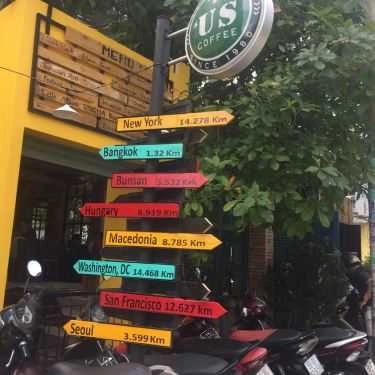 US
COFFEE
SINCE 1980
MENU
New York 14.278 Km
Bangkok 1.32 Km
Bunsan 5.532 Km
Hungary 8.919 Km
Macedonia 8.785 Km
Washington, DC 14.468 Km
San Francisco 12.627 Km
Seoul 3.599 Km